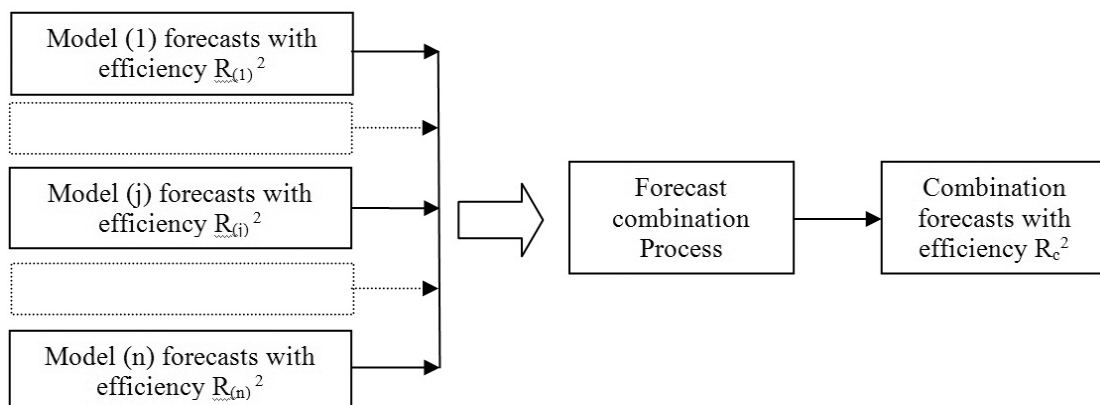 Model (1) forecasts with
efficiency R(1)²
Model (j) forecasts with
efficiency R(j)²
Model (n) forecasts with
efficiency R(n)²
Forecast
combination
Process
Combination
forecasts with
efficiency Rc²